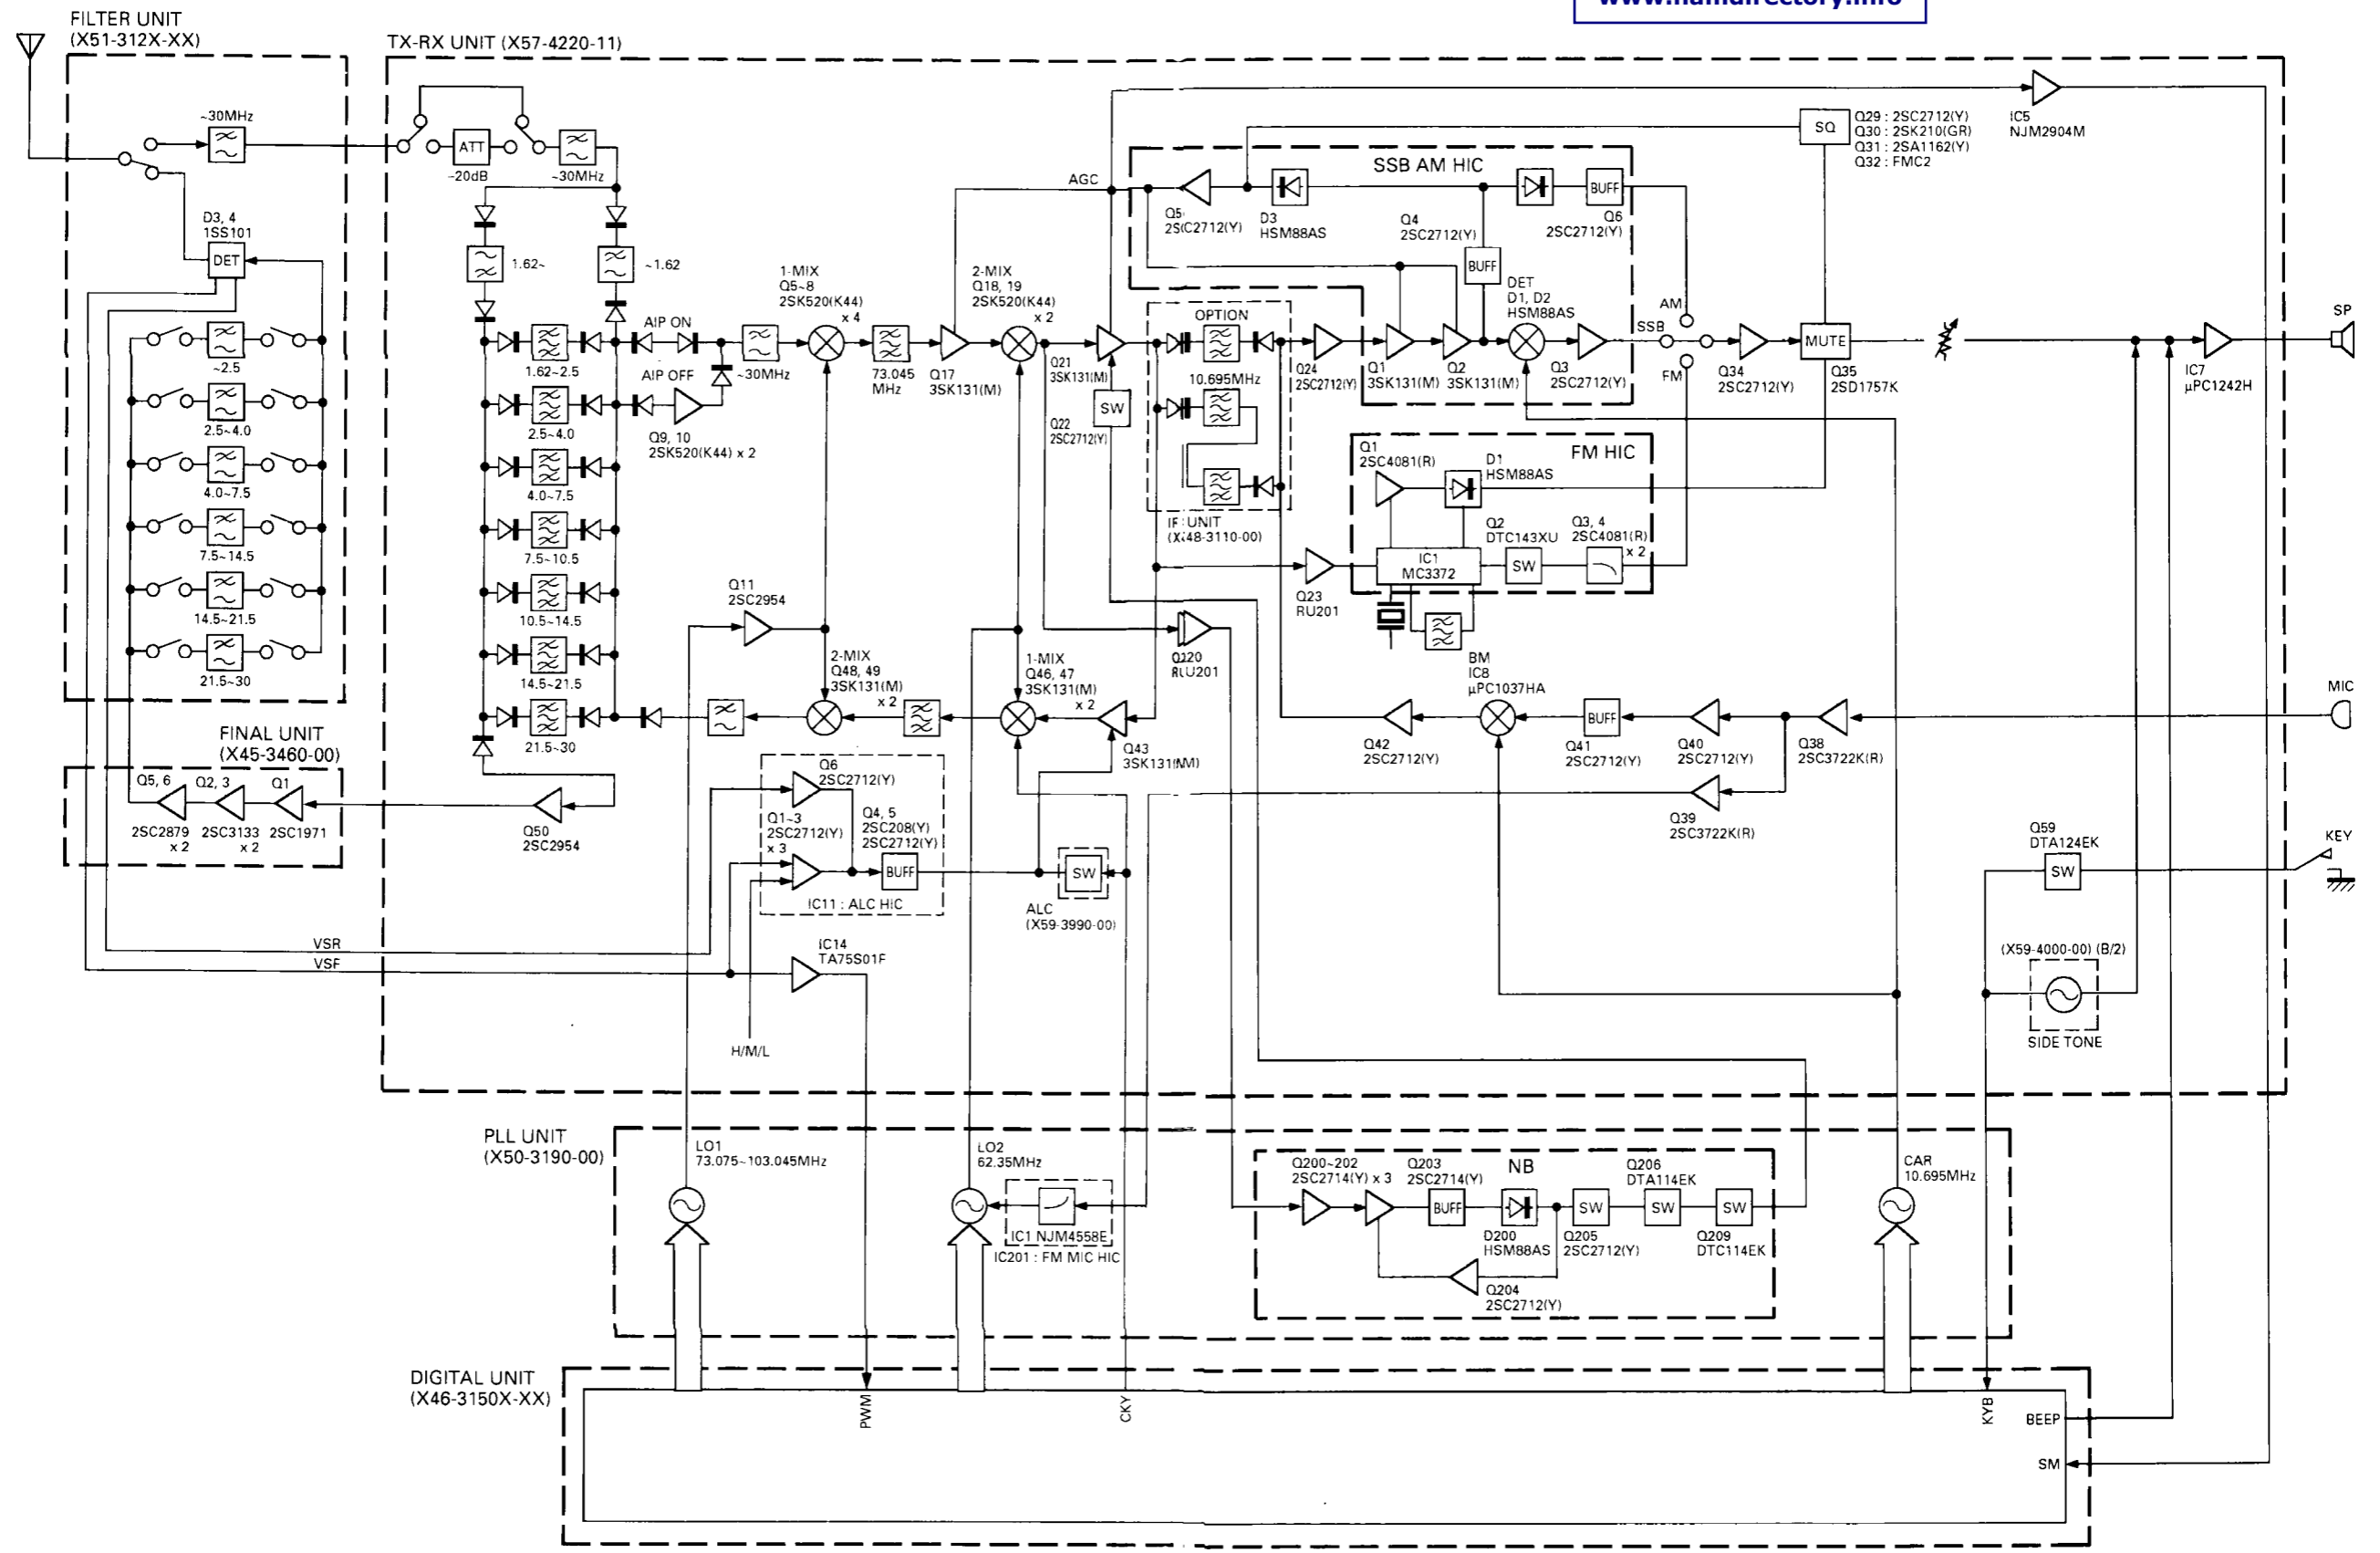 www.hamdirectory.info
FILTER UNIT
(X51-312X-XX)
TX-RX UNIT (X57-4220-11)
~30MHz
ATT
-20dB
~30MHz
D3, 4
1SS101
DET
1.62~
~1.62
~2.5
2.5~4.0
4.0~7.5
7.5~14.5
14.5~21.5
21.5~30
1.62~2.5
2.5~4.0
4.0~7.5
7.5~10.5
10.5~14.5
14.5~21.5
21.5~30
AIP ON
AIP OFF
~30MHz
Q9, 10
2SK520(K44) x 2
1-MIX
Q5~8
2SK520(K44)
x 4
73.045
MHz
Q17
3SK131(M)
2-MIX
Q18, 19
2SK520(K44)
x 2
AGC
Q21
3SK131(M)
SW
Q22
2SC2712(Y)
SSB AM HIC
Q5
2SC2712(Y)
D3
HSM88AS
Q4
2SC2712(Y)
BUFF
BUFF
Q6
2SC2712(Y)
DET
D1, D2
HSM88AS
OPTION
10.695MHz
IF UNIT
(X48-3110-00)
Q24
2SC2712(Y)
Q1
3SK131(M)
Q2
3SK131(M)
Q3
2SC2712(Y)
SSB
AM
FM
Q34
2SC2712(Y)
SQ
Q29 : 2SC2712(Y)
Q30 : 2SK210(GR)
Q31 : 2SA1162(Y)
Q32 : FMC2
IC5
NJM2904M
MUTE
Q35
2SD1757K
IC7
μPC1242H
SP
FM HIC
Q1
2SC4081(R)
D1
HSM88AS
Q2
DTC143XU
Q3, 4
2SC4081(R)
x 2
IC1
MC3372
SW
Q23
RU201
Q11
2SC2954
2-MIX
Q48, 49
3SK131(M)
x 2
1-MIX
Q46, 47
3SK131(M)
x 2
Q43
3SK131(M)
BM
IC8
μPC1037HA
Q42
2SC2712(Y)
BUFF
Q41
2SC2712(Y)
Q40
2SC2712(Y)
Q38
2SC3722K(R)
Q39
2SC3722K(R)
MIC
FINAL UNIT
(X45-3460-00)
Q5, 6
Q2, 3
Q1
2SC2879
x 2
2SC3133
x 2
2SC1971
Q50
2SC2954
Q6
2SC2712(Y)
Q1~3
2SC2712(Y)
x 3
Q4, 5
2SC208(Y)
2SC2712(Y)
BUFF
IC11 : ALC HIC
SW
ALC
(X59-3990-00)
Q59
DTA124EK
SW
KEY
VSR
VSF
IC14
TA75S01F
H/M/L
(X59-4000-00) (B/2)
SIDE TONE
PLL UNIT
(X50-3190-00)
LO1
73.075~103.045MHz
LO2
62.35MHz
IC1 NJM4558E
IC201 : FM MIC HIC
NB
Q200~202
2SC2714(Y) x 3
Q203
2SC2714(Y)
BUFF
D200
HSM88AS
SW
Q205
2SC2712(Y)
Q206
DTA114EK
SW
SW
Q209
DTC114EK
Q204
2SC2712(Y)
CAR
10.695MHz
DIGITAL UNIT
(X46-3150X-XX)
PWM
CKY
KYB
BEEP
SM